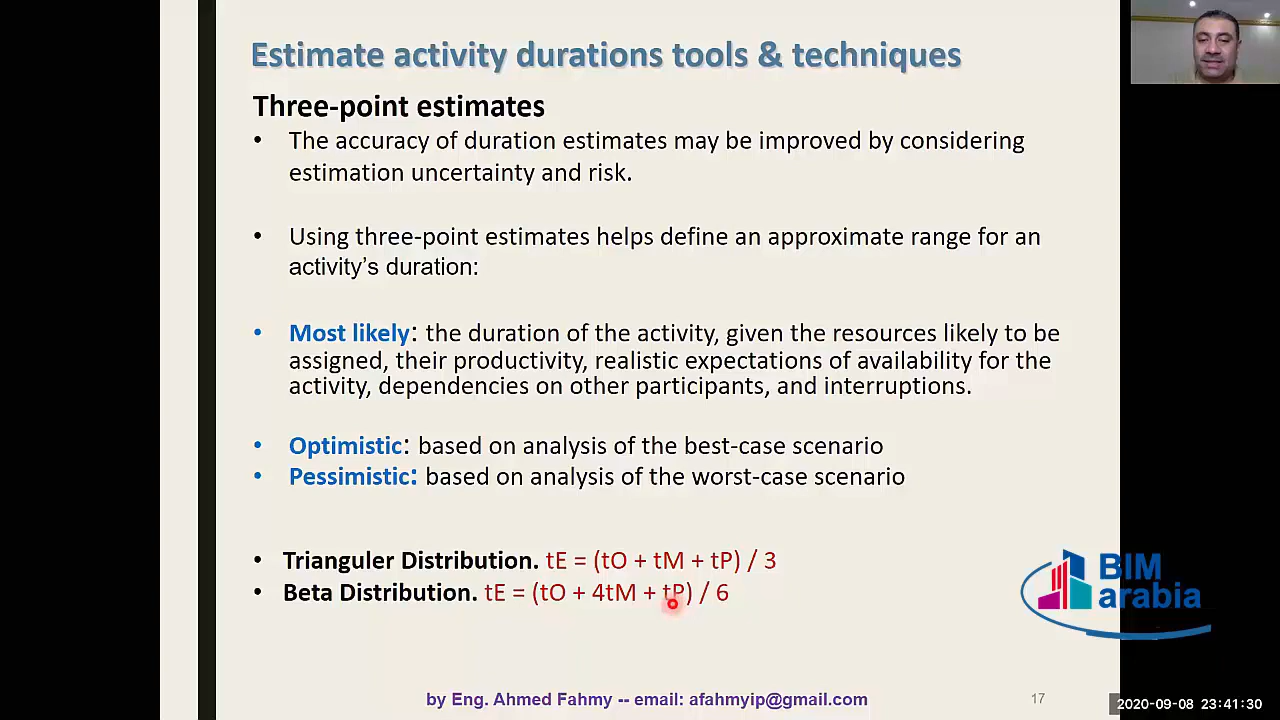 Estimate activity durations tools & techniques
Three-point estimates
• The accuracy of duration estimates may be improved by considering
estimation uncertainty and risk.
• Using three-point estimates helps define an approximate range for an
activity’s duration:
• Most likely: the duration of the activity, given the resources likely to be
assigned, their productivity, realistic expectations of availability for the
activity, dependencies on other participants, and interruptions.
• Optimistic: based on analysis of the best-case scenario
• Pessimistic: based on analysis of the worst-case scenario
• Trianguler Distribution. tE = (tO + tM + tP) / 3
• Beta Distribution. tE = (tO + 4tM + tP) / 6
BIM
arabia
by Eng. Ahmed Fahmy -- email: afahmyip@gmail.com
17
2020-09-08 23:41:30